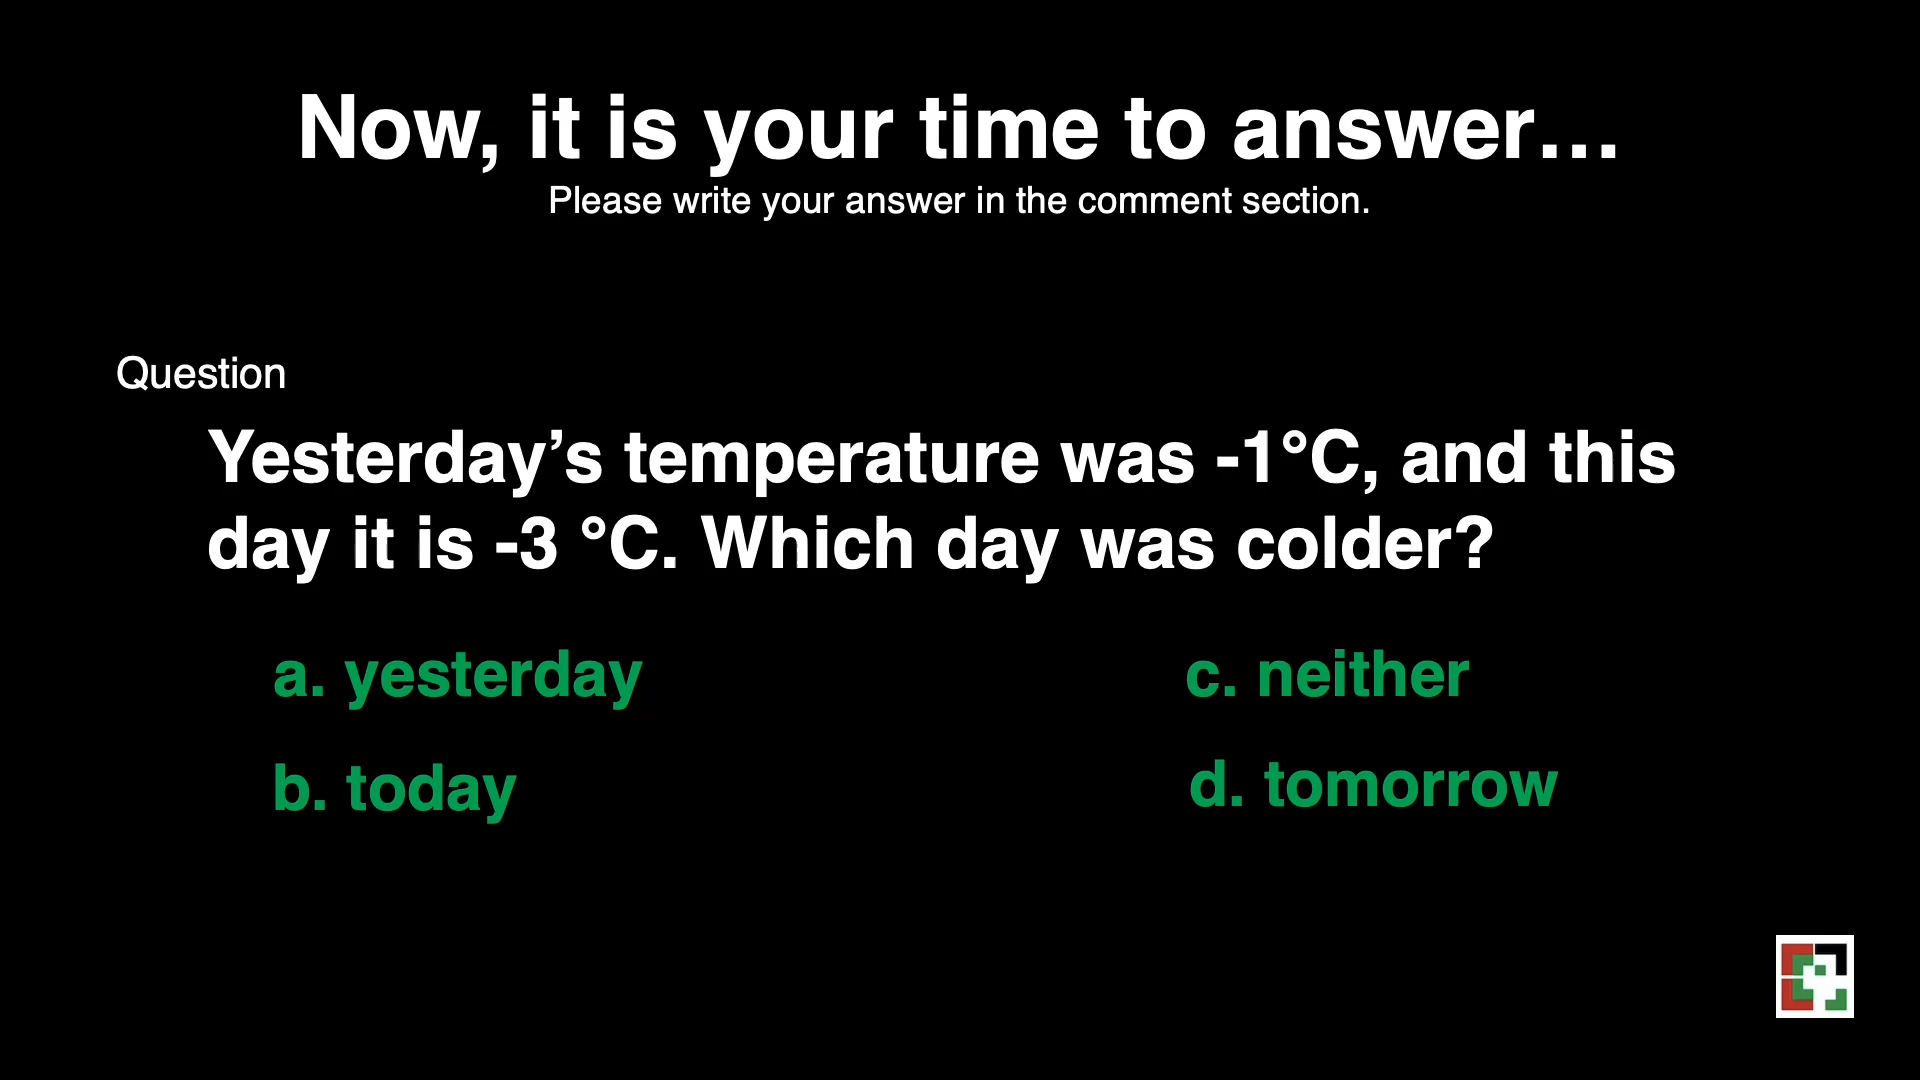 Now, it is your time to answer...
Please write your answer in the comment section.
Question
Yesterday’s temperature was -1°C, and this
day it is -3 °C. Which day was colder?
a. yesterday
c. neither
b. today
d. tomorrow